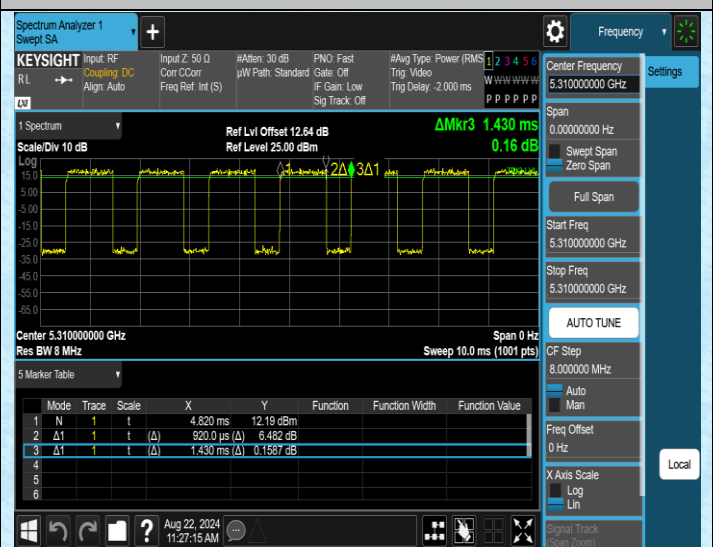 Spectrum Analyzer 1
Swept SA
Frequency
KEYSIGHT
RL
LXI
Input: RF
Coupling: DC
Align: Auto
Input Z: 50 Ω
Corr CCorr
Freq Ref: Int (S)
#Atten: 30 dB
µW Path: Standard
PNO: Fast
Gate: Off
IF Gain: Low
Sig Track: Off
#Avg Type: Power (RMS
Trig: Video
Trig Delay: -2.000 ms
1 2 3 4 5 6
W W W W W W
P P P P P P
1 Spectrum
Scale/Div 10 dB
Ref Lvl Offset 12.64 dB
Ref Level 25.00 dBm
ΔMkr3 1.430 ms
0.16 dB
Log
15.0
5.00
-5.00
-15.0
-25.0
-35.0
-45.0
-55.0
-65.0
1 2Δ 3Δ1
Center 5.310000000 GHz
Res BW 8 MHz
Span 0 Hz
Sweep 10.0 ms (1001 pts)
5 Marker Table
Mode Trace Scale X Y Function Function Width Function Value
1 N 1 t 4.820 ms 12.19 dBm
2 Δ1 1 t (Δ) 920.0 µs (Δ) 6.482 dB
3 Δ1 1 t (Δ) 1.430 ms (Δ) 0.1587 dB
4
5
6
Aug 22, 2024
11:27:15 AM
Center Frequency
5.310000000 GHz
Settings
Span
0.00000000 Hz
Swept Span
Zero Span
Full Span
Start Freq
5.310000000 GHz
Stop Freq
5.310000000 GHz
AUTO TUNE
CF Step
8.000000 MHz
Auto
Man
Freq Offset
0 Hz
X Axis Scale
Log
Lin
Signal Track
(Span Zoom)
Local